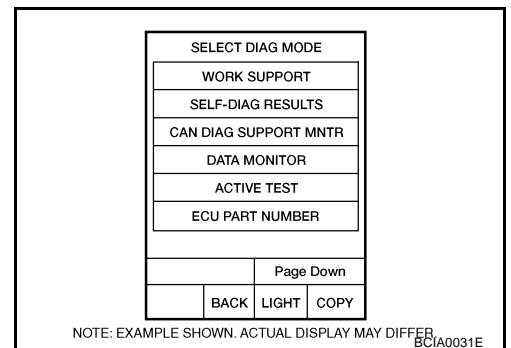 SELECT DIAG MODE
WORK SUPPORT
SELF-DIAG RESULTS
CAN DIAG SUPPORT MNTR
DATA MONITOR
ACTIVE TEST
ECU PART NUMBER
Page Down
BACK LIGHT COPY
NOTE: EXAMPLE SHOWN. ACTUAL DISPLAY MAY DIFFER.
BCIA0031E